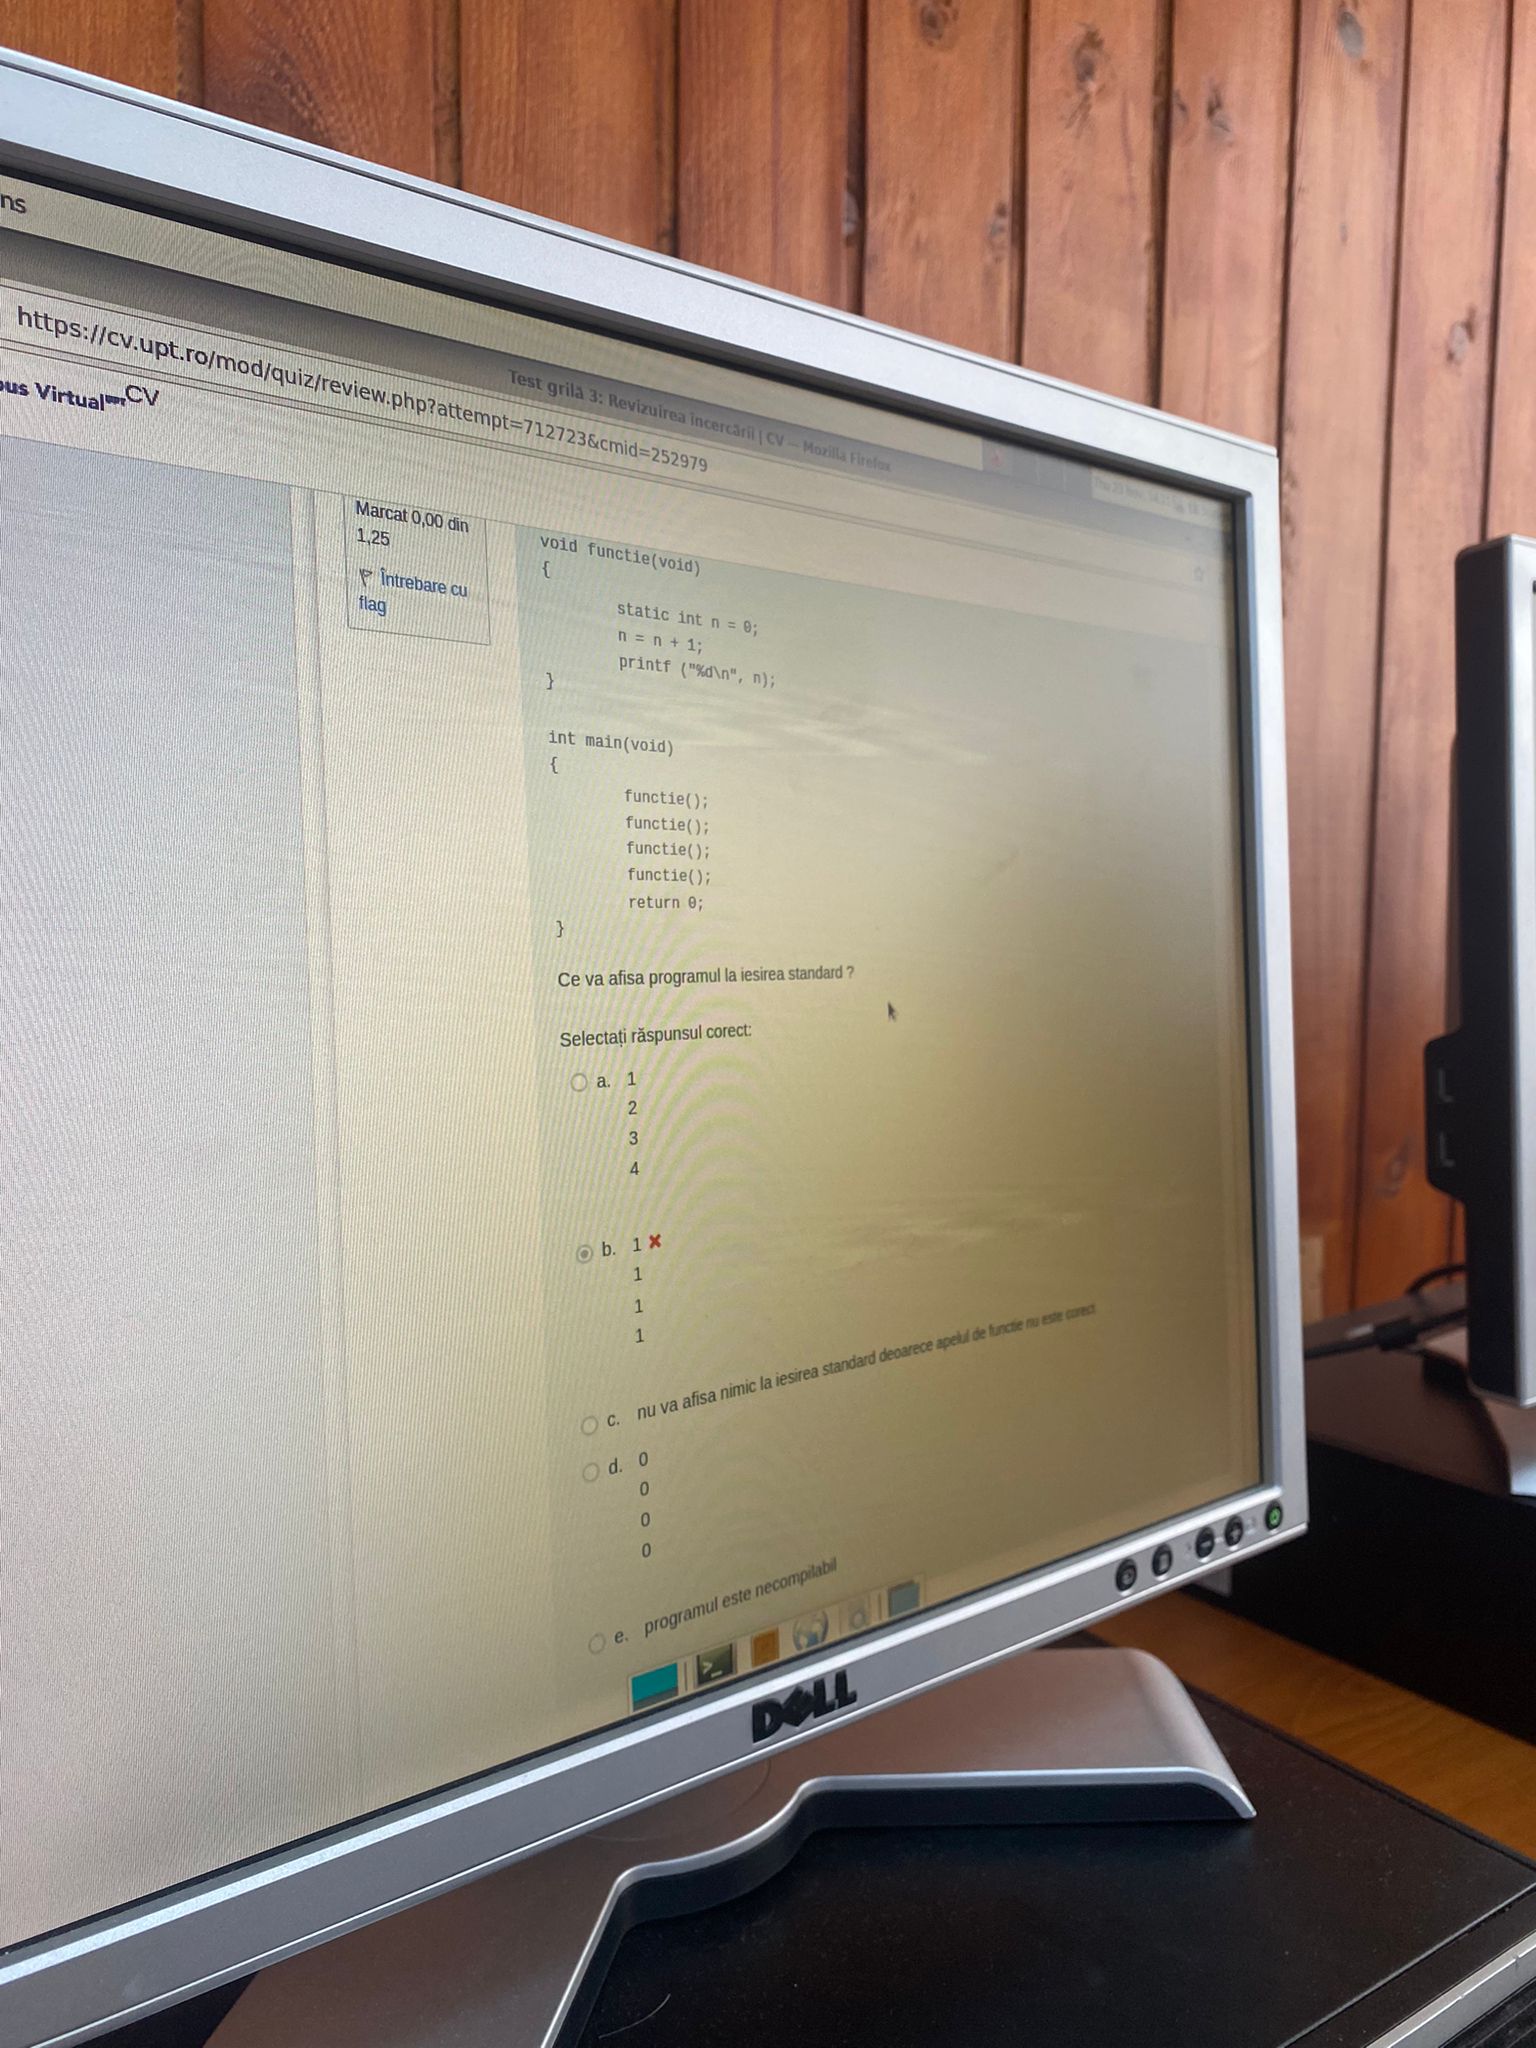 ns
Test grilă 3: Revizuirea încercării | CV — Mozilla Firefox
https://cv.upt.ro/mod/quiz/review.php?attempt=712723&cmid=252979
pus Virtual CV
Marcat 0,00 din
1,25
Întrebare cu
flag
void functie(void)
{
static int n = 0;
n = n + 1;
printf ("%d\n", n);
}
int main(void)
{
functie();
functie();
functie();
functie();
return 0;
}
Ce va afisa programul la iesirea standard ?
Selectați răspunsul corect:
a. 1
2
3
4
b. 1
1
1
1
c. nu va afisa nimic la iesirea standard deoarece apelul de functie nu este corect
d. 0
0
0
0
e. programul este necompilabil
DELL